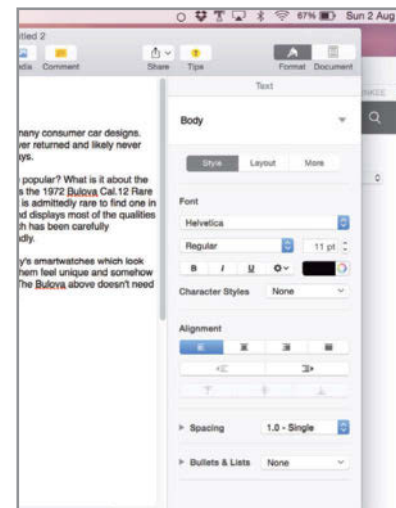 67% Sun 2 Aug
titled 2
Media Comment Share Tips Format Document
Text
Body
Style Layout More
Font
Helvetica
Regular 11 pt
B I U
Character Styles None
Alignment
Spacing 1.0 - Single
Bullets & Lists None
many consumer car designs.
ver returned and likely never
ys.
popular? What is it about the
s the 1972 Bulova Cal.12 Rare
is admittedly rare to find one in
d displays most of the qualities
h has been carefully
dly.
y's smartwatches which look
hem feel unique and somehow
The Bulova above doesn't need